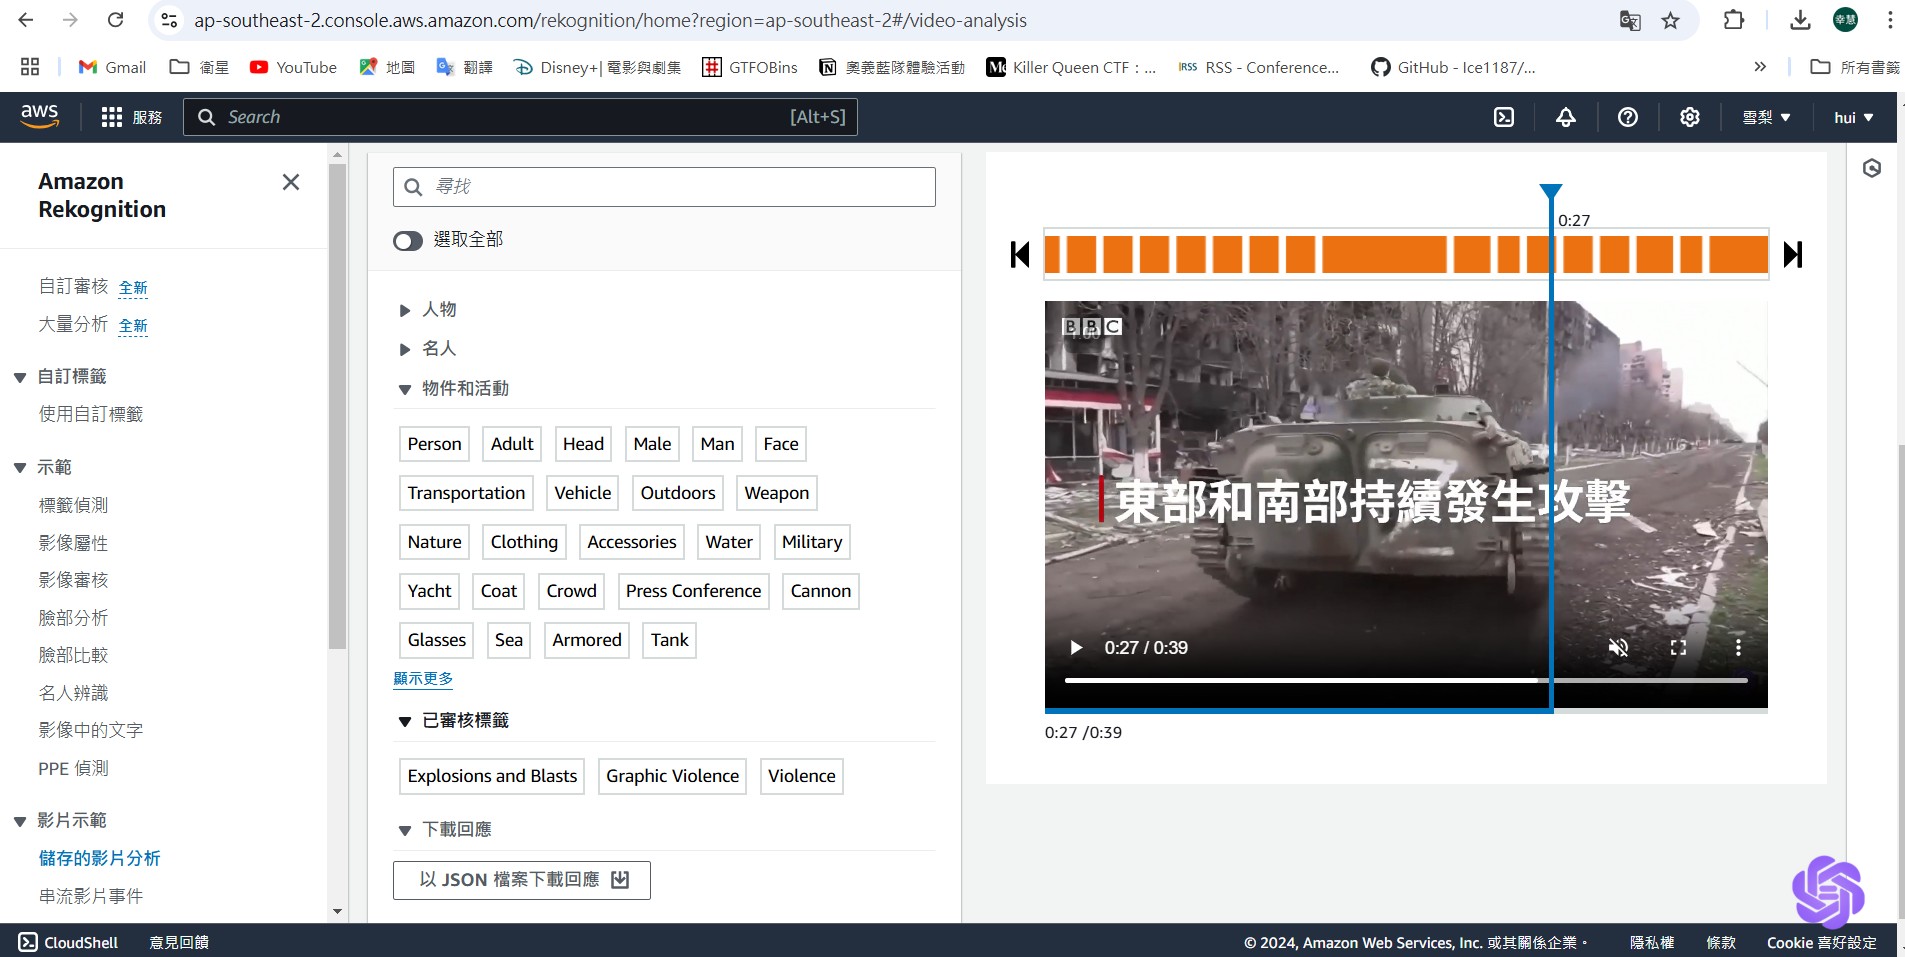 ap-southeast-2.console.aws.amazon.com/rekognition/home?region=ap-southeast-2#/video-analysis
幸慧
Gmail 衛星 YouTube 地圖 翻譯 Disney+| 電影與劇集 GTFOBins 奧義藍隊體驗活動 Killer Queen CTF：... RSS - Conference... GitHub - Ice1187/... 所有書籤
aws 服務 Search [Alt+S] 雪梨 hui
Amazon
Rekognition
自訂審核 全新
大量分析 全新
自訂標籤
使用自訂標籤
示範
標籤偵測
影像屬性
影像審核
臉部分析
臉部比較
名人辨識
影像中的文字
PPE 偵測
影片示範
儲存的影片分析
串流影片事件
尋找
選取全部
人物
名人
物件和活動
Person Adult Head Male Man Face
Transportation Vehicle Outdoors Weapon
Nature Clothing Accessories Water Military
Yacht Coat Crowd Press Conference Cannon
Glasses Sea Armored Tank
顯示更多
已審核標籤
Explosions and Blasts Graphic Violence Violence
下載回應
以 JSON 檔案下載回應
0:27
BBC
東部和南部持續發生攻擊
0:27 / 0:39
0:27 /0:39
CloudShell 意見回饋 © 2024, Amazon Web Services, Inc. 或其關係企業。 隱私權 條款 Cookie 喜好設定